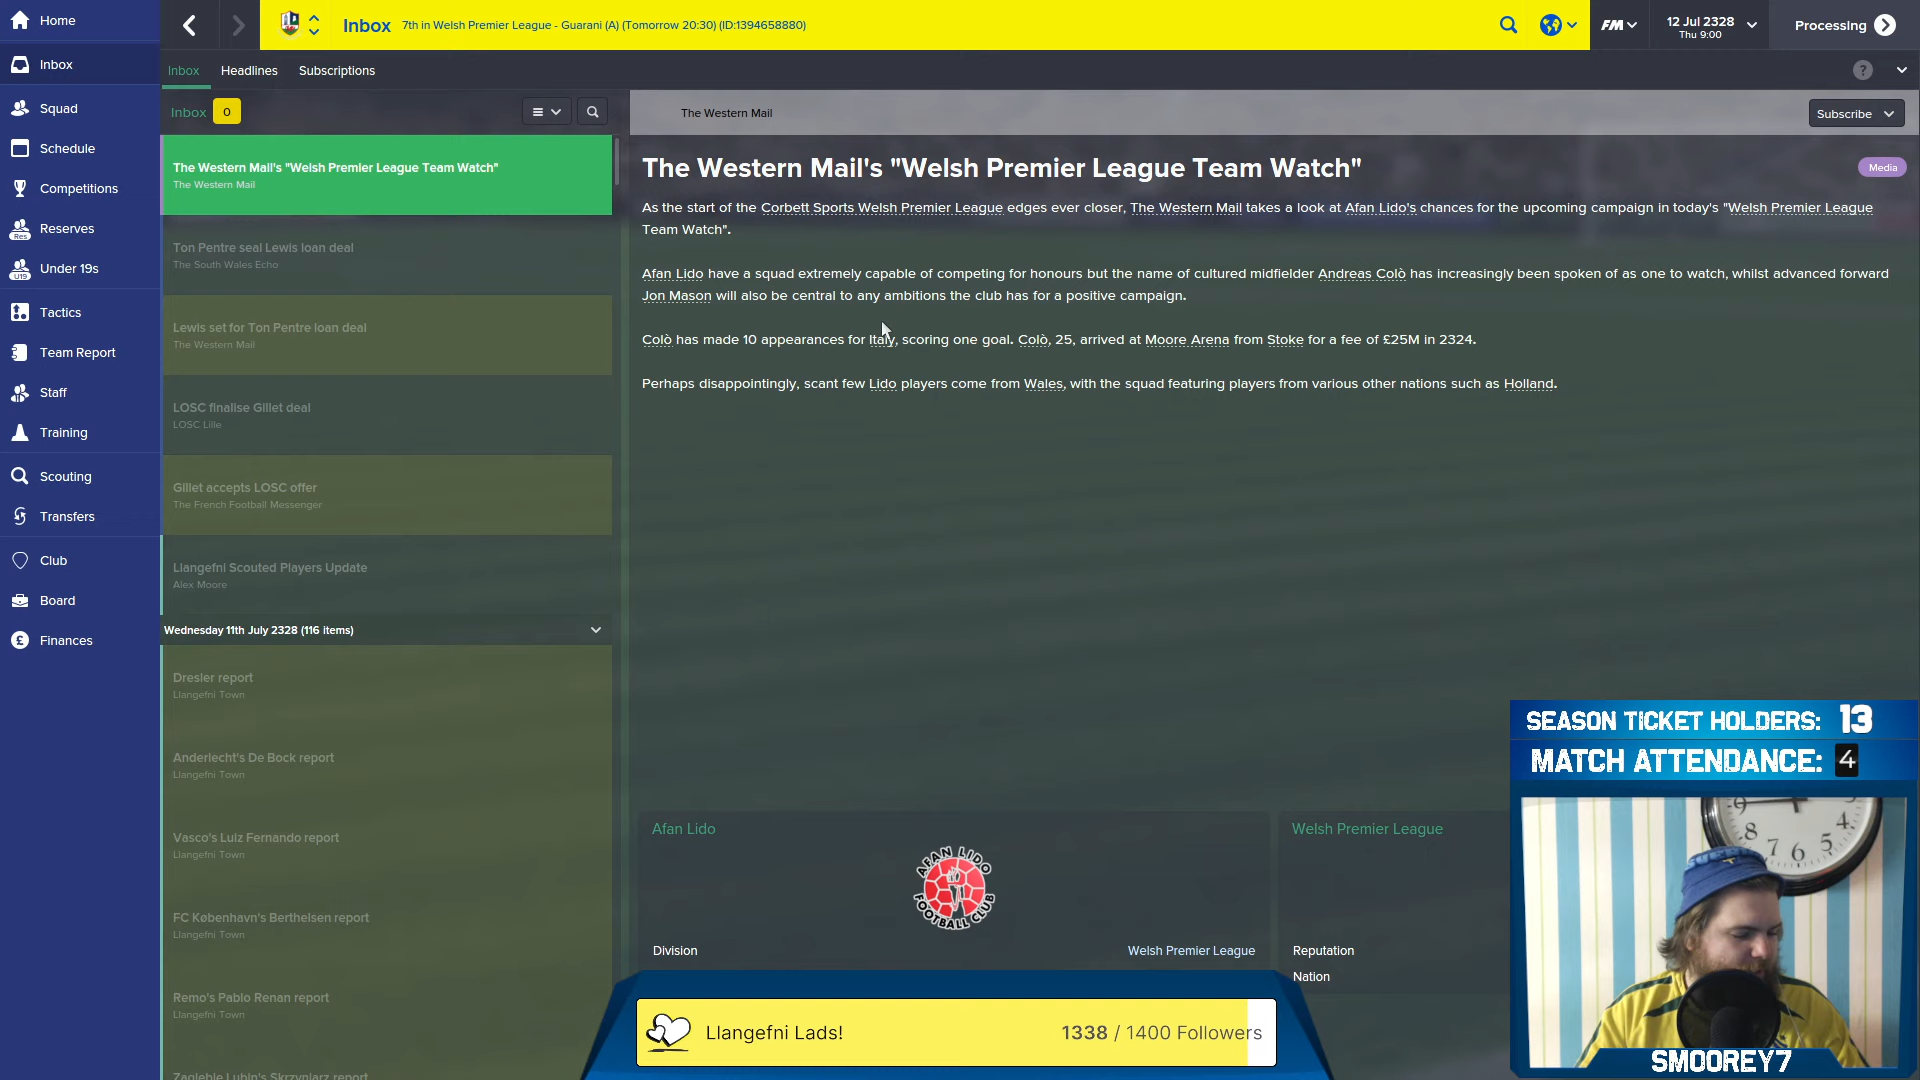 Home
Inbox
7th in Welsh Premier League - Guarani (A) (Tomorrow 20:30) (ID:1394658880)
FM
12 Jul 2328
Thu 9:00
Processing
Inbox
Inbox Headlines Subscriptions
?
Squad
Schedule
Competitions
Res
Reserves
U19
Under 19s
Tactics
Team Report
Staff
Training
Scouting
Transfers
Club
Board
Finances
Inbox 0
The Western Mail's "Welsh Premier League Team Watch"
The Western Mail
Ton Pentre seal Lewis loan deal
The South Wales Echo
Lewis set for Ton Pentre loan deal
The Western Mail
LOSC finalise Gillet deal
LOSC Lille
Gillet accepts LOSC offer
The French Football Messenger
Llangefni Scouted Players Update
Alex Moore
Wednesday 11th July 2328 (116 items)
Dresler report
Llangefni Town
Anderlecht's De Bock report
Llangefni Town
Vasco's Luiz Fernando report
Llangefni Town
FC København's Berthelsen report
Llangefni Town
Remo's Pablo Renan report
Llangefni Town
Zaglebie Lubin's Skrzyniarz report
The Western Mail
Subscribe
The Western Mail's "Welsh Premier League Team Watch"
Media
As the start of the Corbett Sports Welsh Premier League edges ever closer, The Western Mail takes a look at Afan Lido's chances for the upcoming campaign in today's "Welsh Premier League
Team Watch".
Afan Lido have a squad extremely capable of competing for honours but the name of cultured midfielder Andreas Colò has increasingly been spoken of as one to watch, whilst advanced forward
Jon Mason will also be central to any ambitions the club has for a positive campaign.
Colò has made 10 appearances for Italy, scoring one goal. Colò, 25, arrived at Moore Arena from Stoke for a fee of £25M in 2324.
Perhaps disappointingly, scant few Lido players come from Wales, with the squad featuring players from various other nations such as Holland.
Afan Lido
AFAN LIDO
FOOTBALL CLUB
Division
Welsh Premier League
Welsh Premier League
Reputation
Nation
Llangefni Lads!
1338 / 1400 Followers
SEASON TICKET HOLDERS: 13
MATCH ATTENDANCE: 4
8 7 6 5 4
SMOOREY7